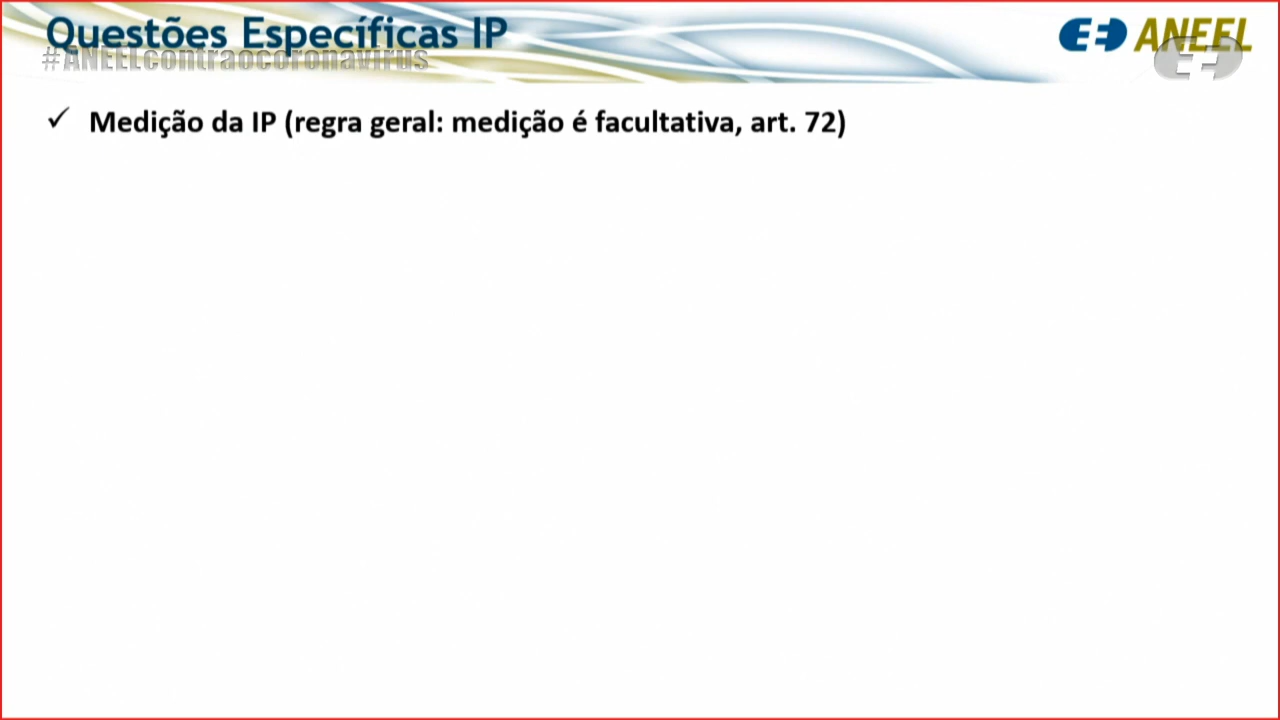 Questões Específicas IP
#ANEELcontraocoronavirus
ANEEL
✓ Medição da IP (regra geral: medição é facultativa, art. 72)